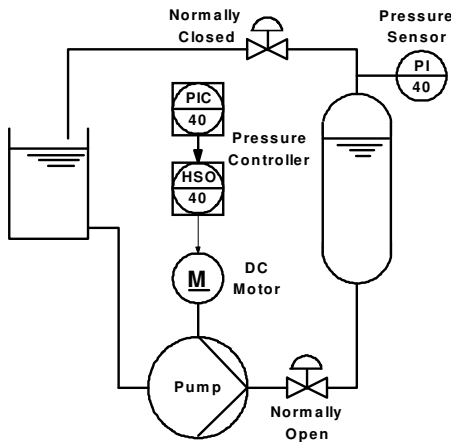 Normally
Closed
Pressure
Sensor
PI
40
PIC
40
Pressure
Controller
HSO
40
M
DC
Motor
Pump
Normally
Open